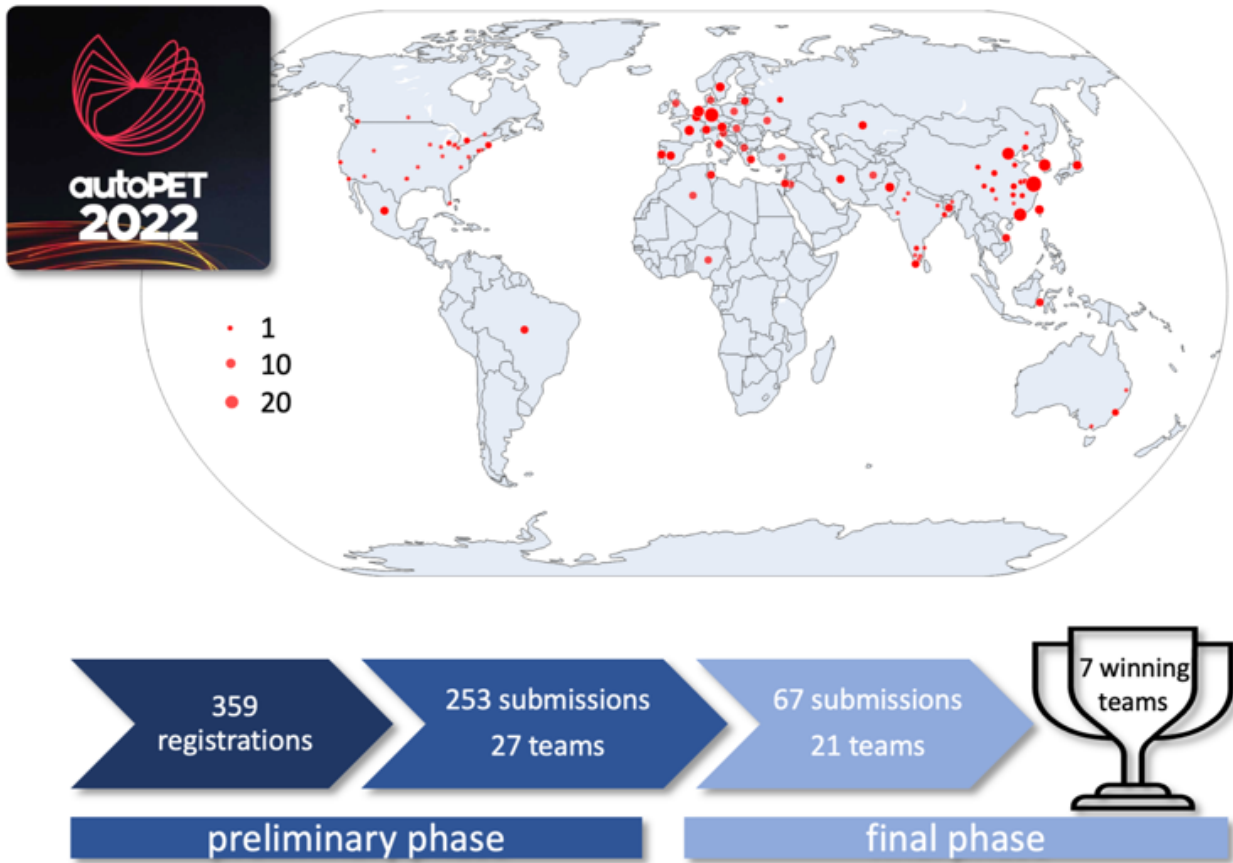 autoPET
2022
1
10
20
359
registrations
253 submissions
27 teams
67 submissions
21 teams
7 winning
teams
preliminary phase
final phase